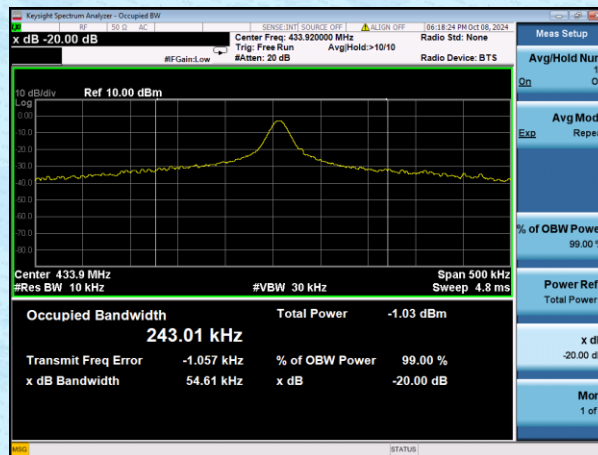 Keysight Spectrum Analyzer - Occupied BW
RF 50 Ω AC SENSE:INT SOURCE OFF ALIGN OFF 06:18:24 PM Oct 08, 2024
x dB -20.00 dB
Center Freq: 433.920000 MHz Radio Std: None
Trig: Free Run Avg|Hold:>10/10
#IFGain:Low #Atten: 20 dB Radio Device: BTS
10 dB/div Ref 10.00 dBm
Log
0.00
-10.0
-20.0
-30.0
-40.0
-50.0
-60.0
-70.0
-80.0
Center 433.9 MHz Span 500 kHz
#Res BW 10 kHz #VBW 30 kHz Sweep 4.8 ms
Occupied Bandwidth Total Power -1.03 dBm
243.01 kHz
Transmit Freq Error -1.057 kHz % of OBW Power 99.00 %
x dB Bandwidth 54.61 kHz x dB -20.00 dB
MSG STATUS
Meas Setup
Avg/Hold Num
1
On O
Avg Mod
Exp Repea
% of OBW Powe
99.00 %
Power Ref
Total Power
x dB
-20.00 dB
Mor
1 of